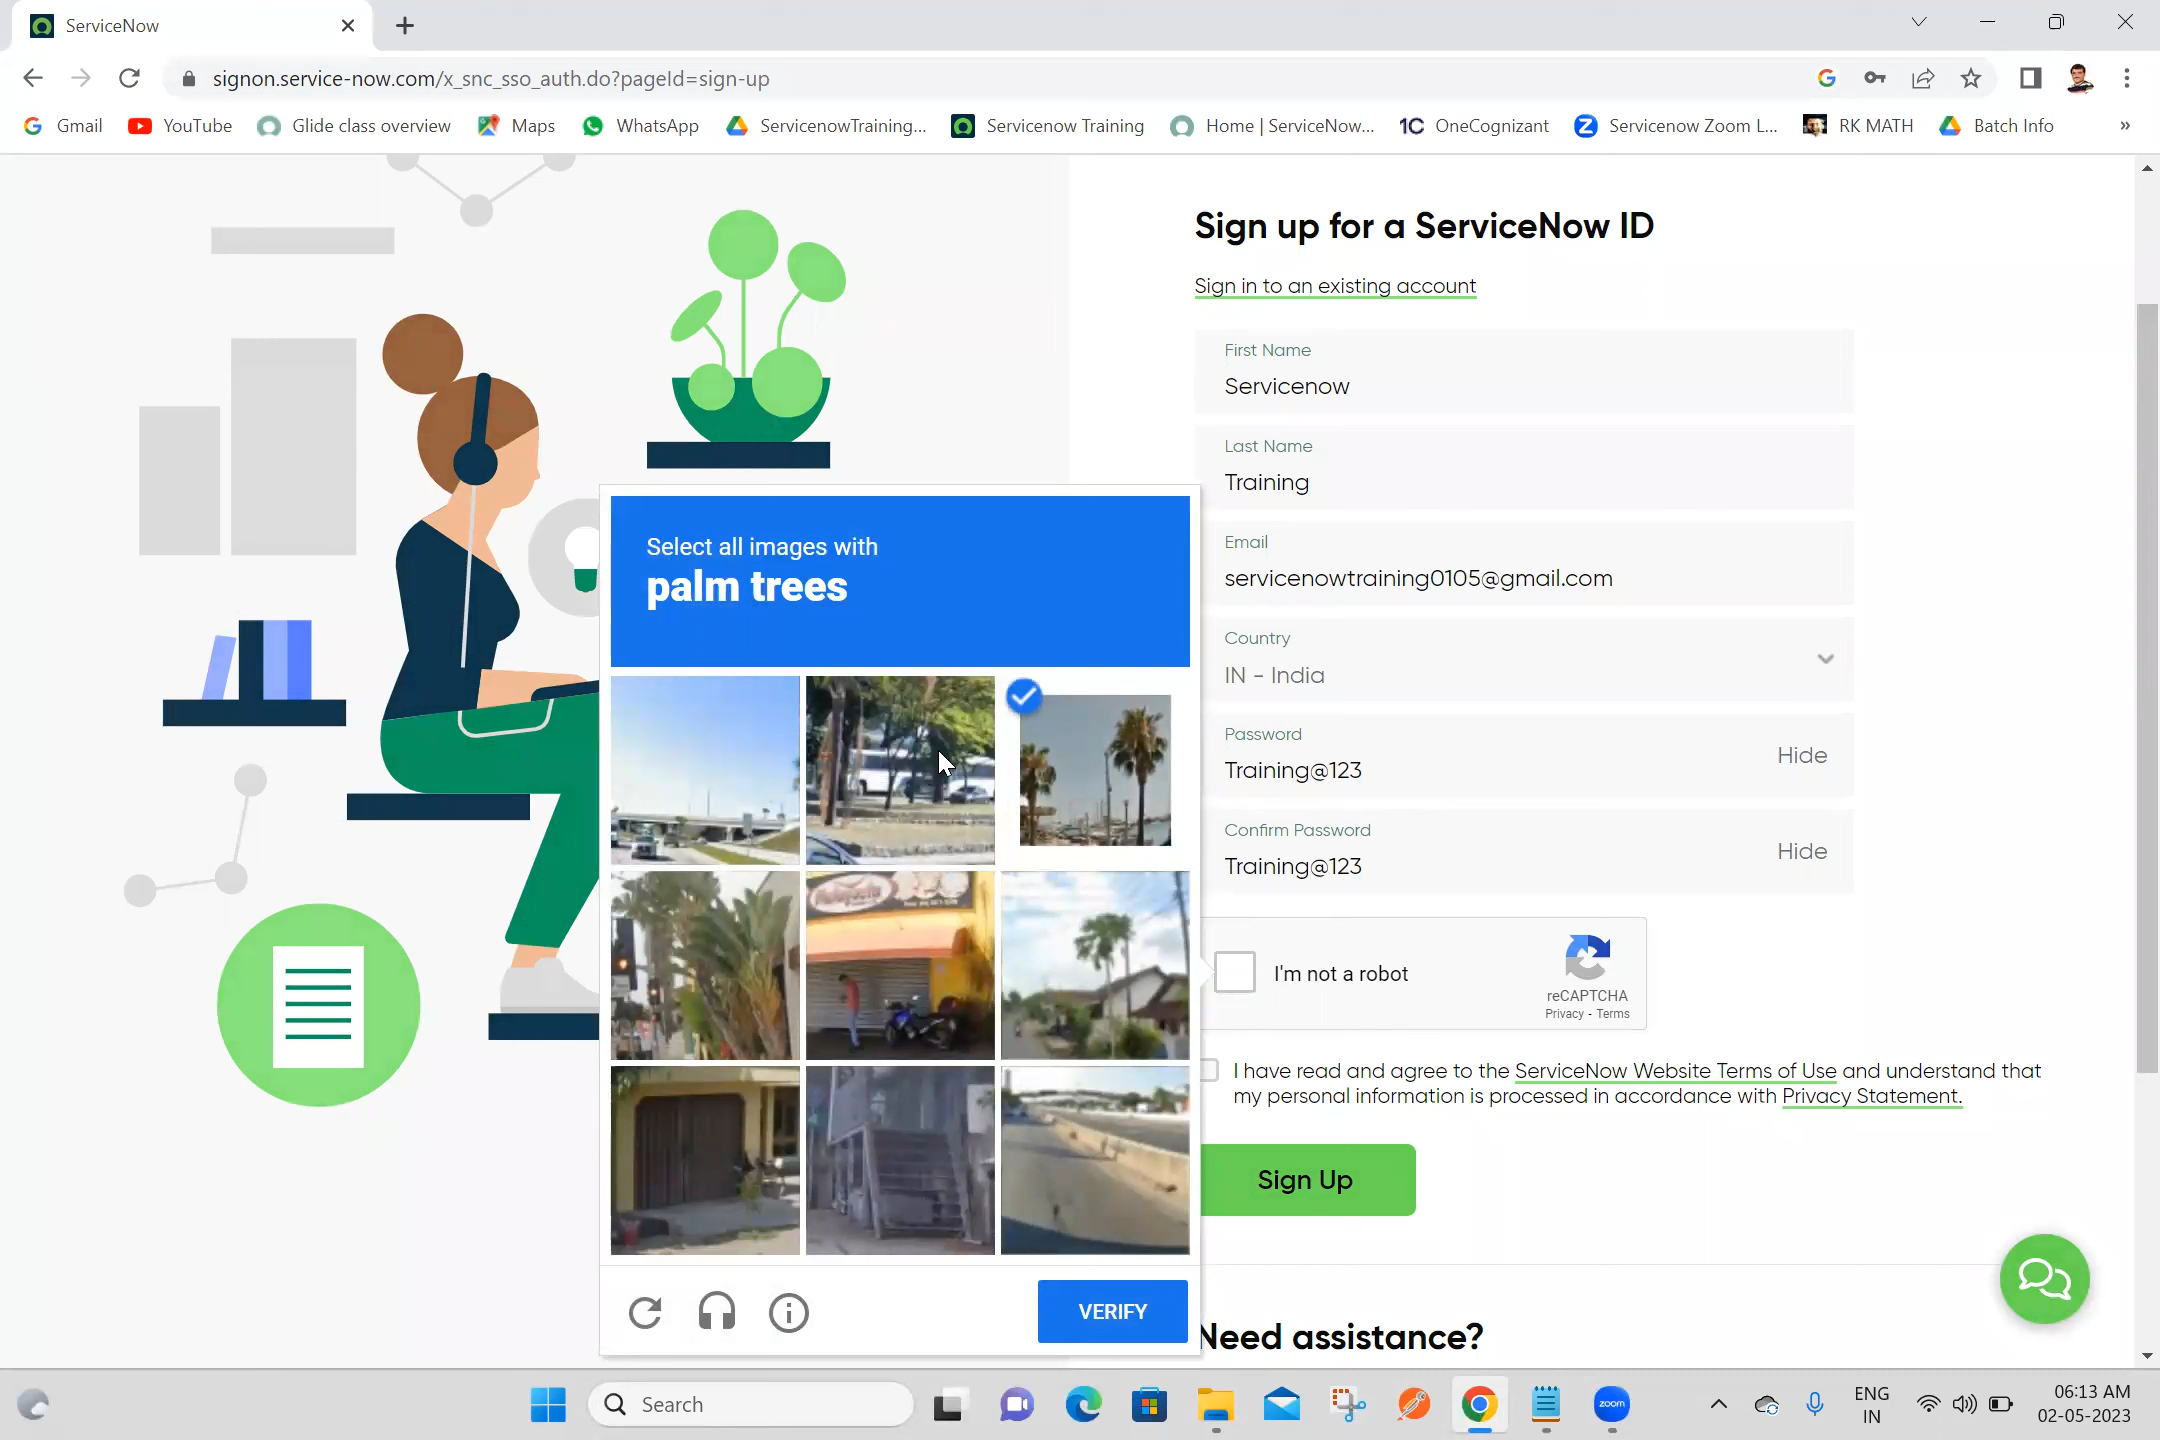 ServiceNow
signon.service-now.com/x_snc_sso_auth.do?pageId=sign-up
Gmail YouTube Glide class overview Maps WhatsApp ServicenowTraining... Servicenow Training Home | ServiceNow... 1C OneCognizant Servicenow Zoom L... RK MATH Batch Info »
Sign up for a ServiceNow ID
Sign in to an existing account
First Name
Servicenow
Last Name
Training
Email
servicenowtraining0105@gmail.com
Country
IN - India
Password
Training@123 Hide
Confirm Password
Training@123 Hide
Select all images with
palm trees
VERIFY
I'm not a robot
reCAPTCHA
Privacy - Terms
I have read and agree to the ServiceNow Website Terms of Use and understand that
my personal information is processed in accordance with Privacy Statement.
Sign Up
Need assistance?
Search
zoom
ENG
IN
06:13 AM
02-05-2023